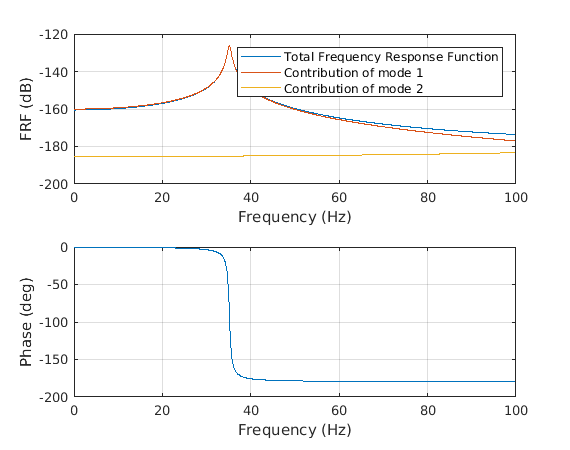 -120
-140
-160
-180
-200
FRF (dB)
Total Frequency Response Function
Contribution of mode 1
Contribution of mode 2
0 20 40 60 80 100
Frequency (Hz)
0
-50
-100
-150
-200
Phase (deg)
0 20 40 60 80 100
Frequency (Hz)